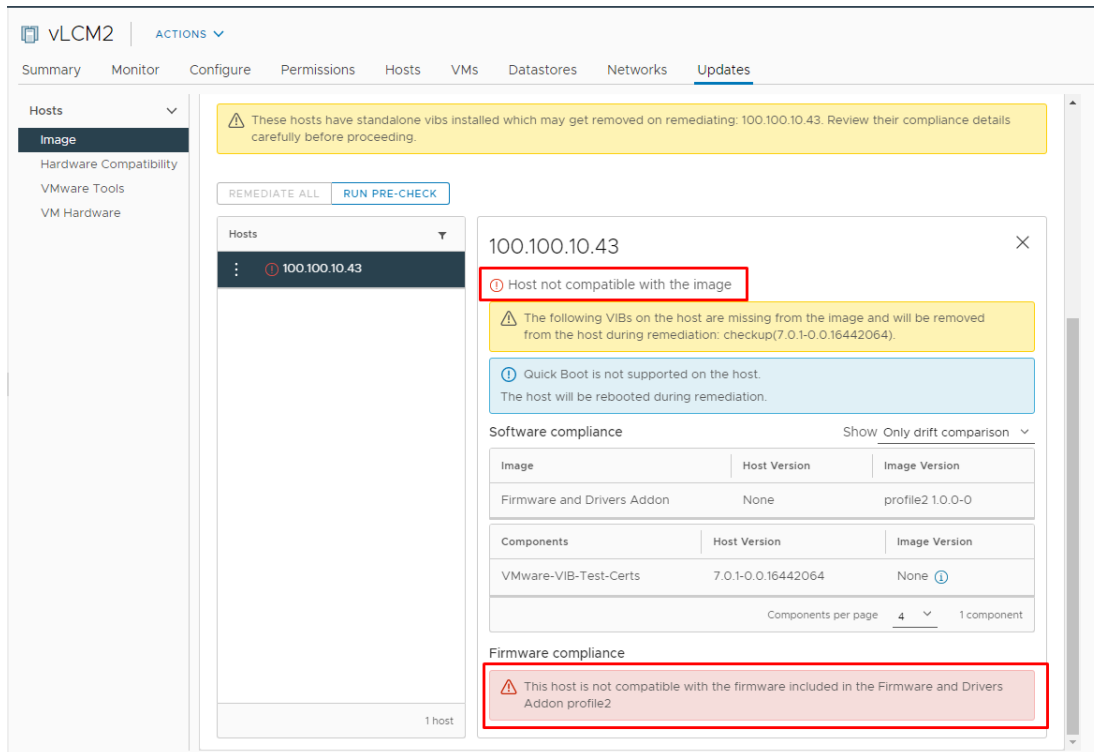 vLCM2
ACTIONS
Summary Monitor Configure Permissions Hosts VMs Datastores Networks Updates
Hosts
Image
Hardware Compatibility
VMware Tools
VM Hardware
These hosts have standalone vibs installed which may get removed on remediating: 100.100.10.43. Review their compliance details
carefully before proceeding.
REMEDIATE ALL RUN PRE-CHECK
Hosts
100.100.10.43
1 host
100.100.10.43
Host not compatible with the image
The following VIBs on the host are missing from the image and will be removed
from the host during remediation: checkup(7.0.1-0.0.16442064).
Quick Boot is not supported on the host.
The host will be rebooted during remediation.
Software compliance Show Only drift comparison
Image Host Version Image Version
Firmware and Drivers Addon None profile2 1.0.0-0
Components Host Version Image Version
VMware-VIB-Test-Certs 7.0.1-0.0.16442064 None
Components per page 4 1 component
Firmware compliance
This host is not compatible with the firmware included in the Firmware and Drivers
Addon profile2